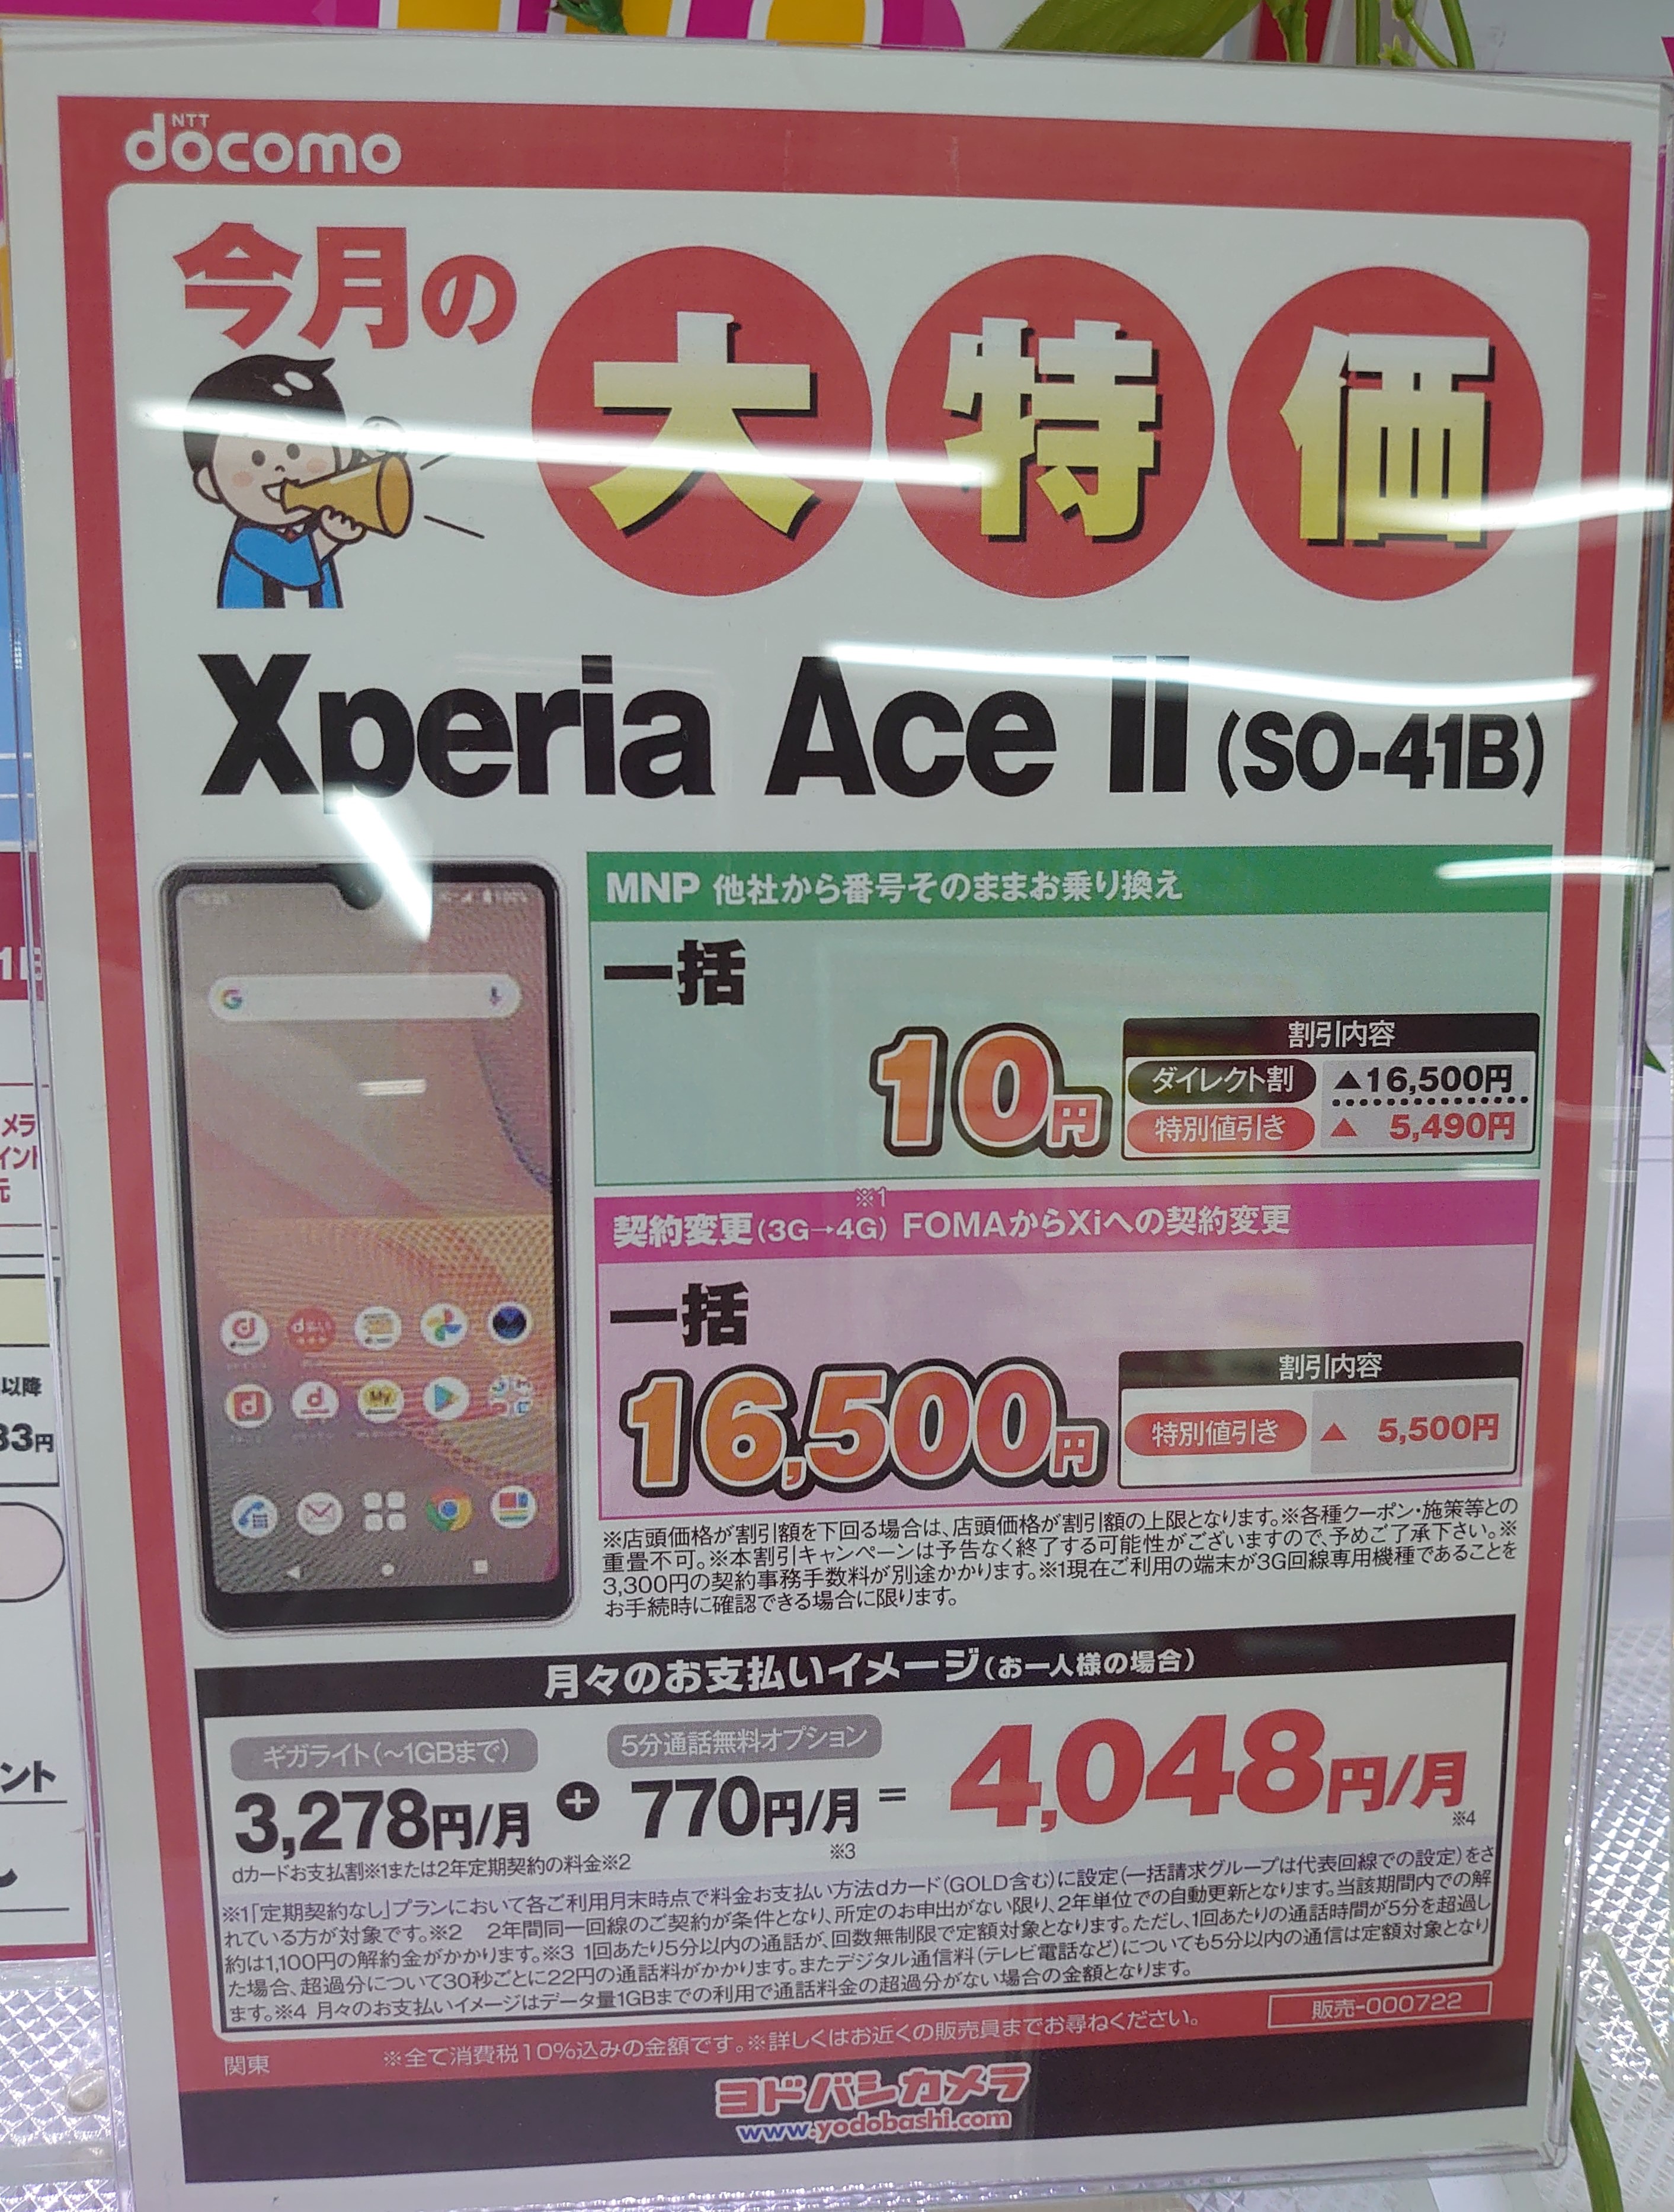 NTT
docomo
今月の
大特価
Xperia Ace II (SO-41B)
MNP 他社から番号そのままお乗り換え
一括
10円
割引内容
ダイレクト割 ▲16,500円
特別値引き ▲ 5,490円
契約変更(3G→4G)※1 FOMAからXiへの契約変更
一括
16,500円
割引内容
特別値引き ▲ 5,500円
※店頭価格が割引額を下回る場合は、店頭価格が割引額の上限となります。※各種クーポン・施策等との
重畳不可。※本割引キャンペーンは予告なく終了する可能性がございますので、予めご了承下さい。※
3,300円の契約事務手数料が別途かかります。※1現在ご利用の端末が3G回線専用機種であることを
お手続時に確認できる場合に限ります。
月々のお支払いイメージ(お一人様の場合)
ギガライト(~1GBまで)
5分通話無料オプション
3,278円/月 + 770円/月 = 4,048円/月
※3
※4
dカードお支払割※1または2年定期契約の料金※2
※1「定期契約なし」プランにおいて各ご利用月末時点で料金お支払い方法dカード(GOLD含む)に設定(一括請求グループは代表回線での設定)をさ
れている方が対象です。※2 2年間同一回線のご契約が条件となり、所定のお申出がない限り、2年単位での自動更新となります。当該期間内での解
約は1,100円の解約金がかかります。※3 1回あたり5分以内の通話が、回数無制限で定額対象となります。ただし、1回あたりの通話時間が5分を超過し
た場合、超過分について30秒ごとに22円の通話料がかかります。またデジタル通信料(テレビ電話など)についても5分以内の通信は定額対象となり
ます。※4 月々のお支払いイメージはデータ量1GBまでの利用で通話料金の超過分がない場合の金額となります。
販売-000722
関東
※全て消費税10%込みの金額です。※詳しくはお近くの販売員までお尋ねください。
ヨドバシカメラ
www.yodobashi.com
メラ
イント
元
以降
33円
ント